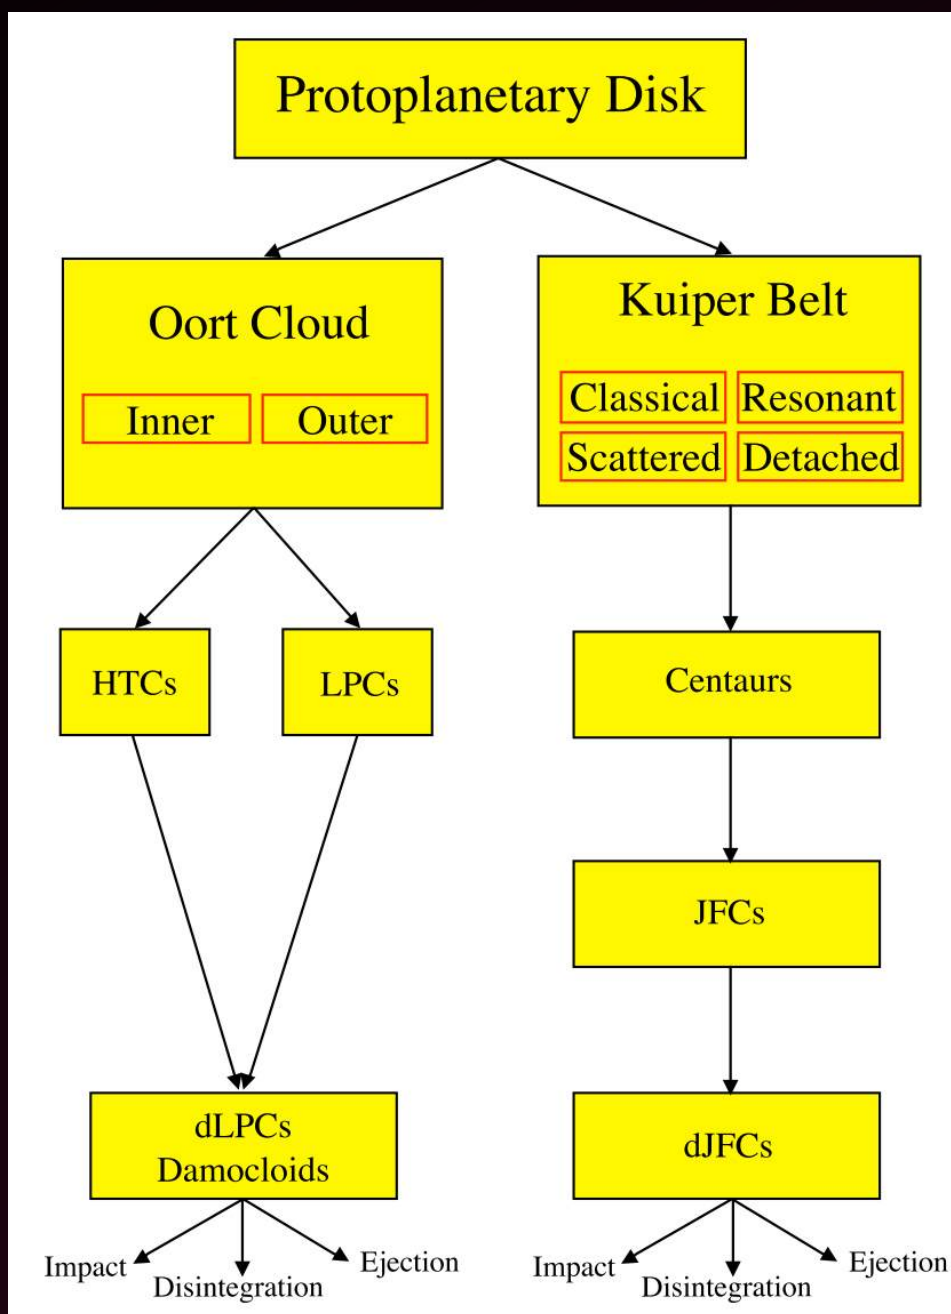 Protoplanetary Disk
Oort Cloud
Inner
Outer
Kuiper Belt
Classical
Resonant
Scattered
Detached
HTCs
LPCs
Centaurs
JFCs
dLPCs
Damocloids
dJFCs
Impact
Disintegration
Ejection
Impact
Disintegration
Ejection